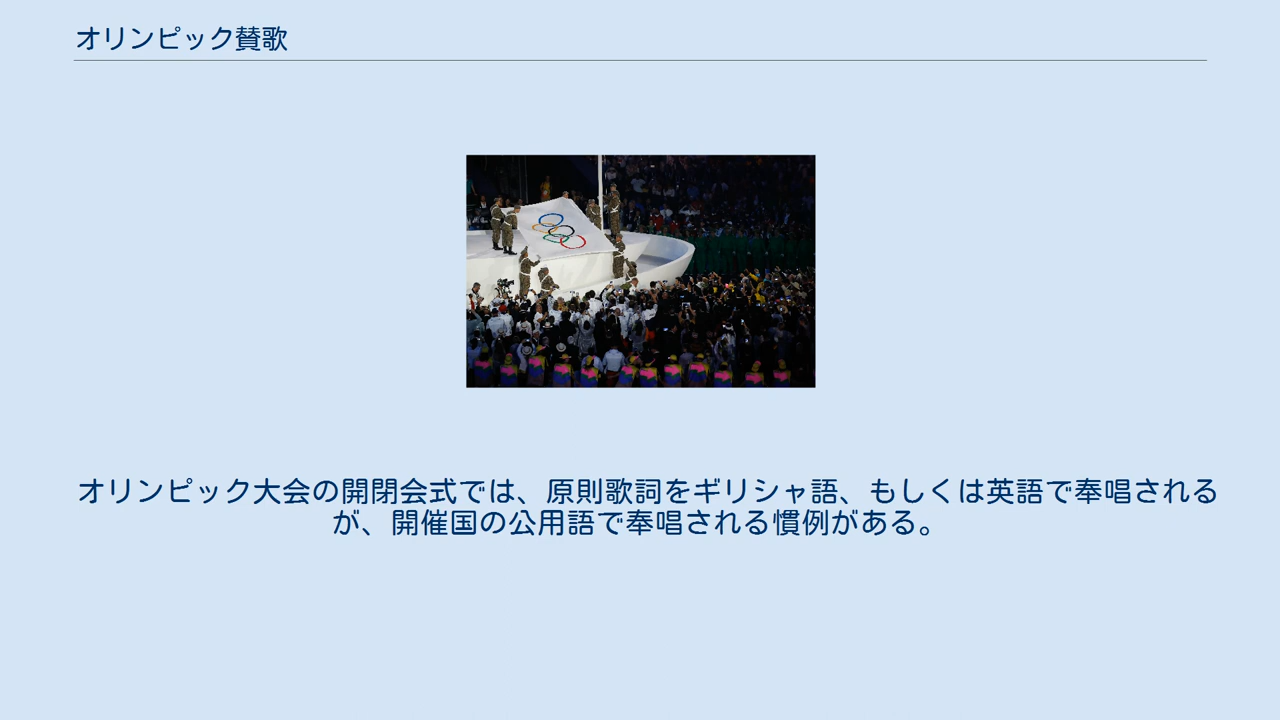 オリンピック賛歌
オリンピック大会の開閉会式では、原則歌詞をギリシャ語、もしくは英語で奉唱される
が、開催国の公用語で奉唱される慣例がある。